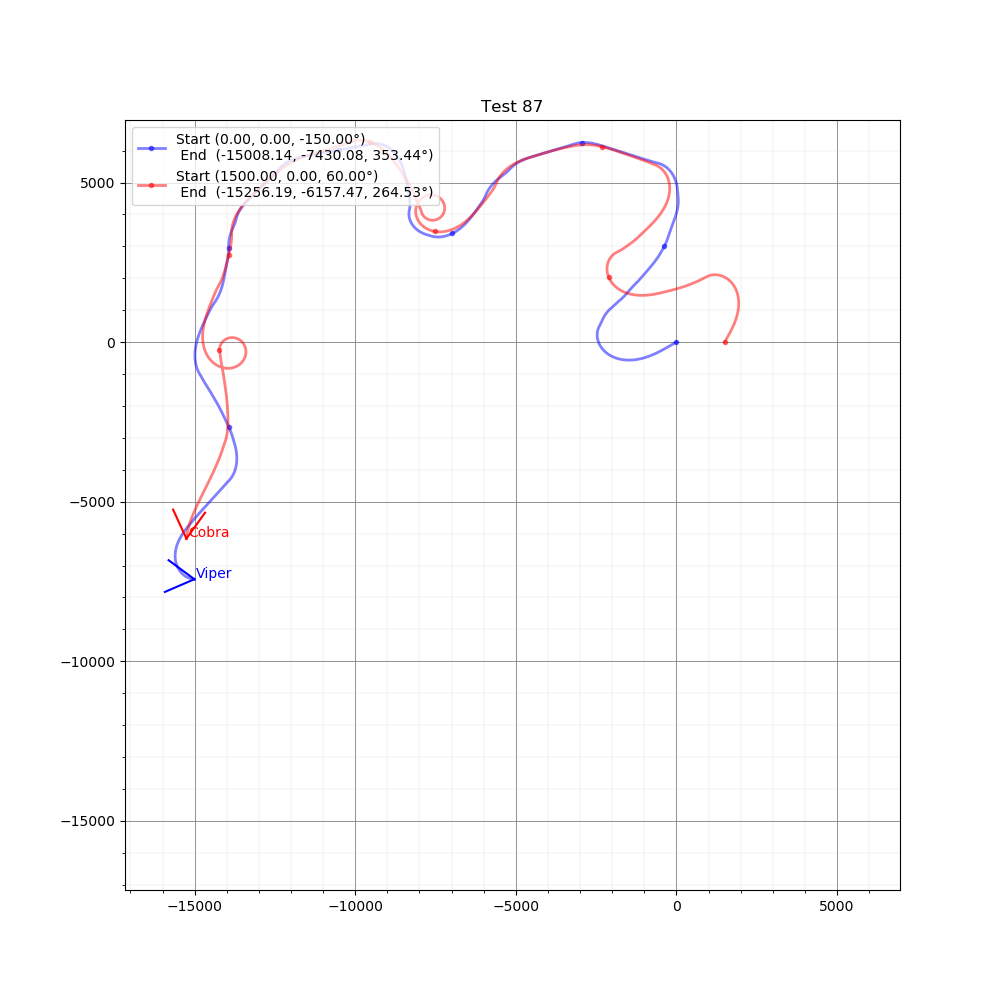 Test 87
Start (0.00, 0.00, -150.00°)
End  (-15008.14, -7430.08, 353.44°)
Start (1500.00, 0.00, 60.00°)
End  (-15256.19, -6157.47, 264.53°)
5000
0
−5000
−10000
−15000
Cobra
Viper
−15000
−10000
−5000
0
5000